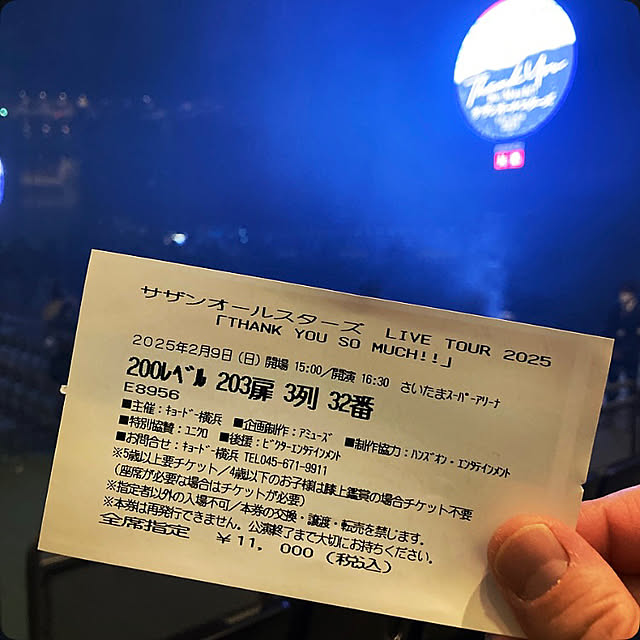 Thank You
サザンオールスターズ LIVE TOUR 2025
「THANK YOU SO MUCH!!」
2025年2月9日(日) 開場 15:00/開演 16:30 さいたまスーパーアリーナ
200レベル 203扉 3列 32番
E8956
■主催：キョードー横浜 ■企画制作：アミューズ ■制作協力：ハンズオン・エンタテインメント
■特別協賛：ユニクロ ■後援：ビクターエンタテインメント
■お問合せ：キョードー横浜 TEL045-671-9911
※5歳以上要チケット/4歳以下のお子様は膝上鑑賞の場合チケット不要
(座席が必要な場合はチケットが必要)
※指定者以外の入場不可/本券の交換・譲渡・転売を禁じます。
※本券は再発行できません。公演終了まで大切にお持ちください。
全席指定 ￥11,000(税込)